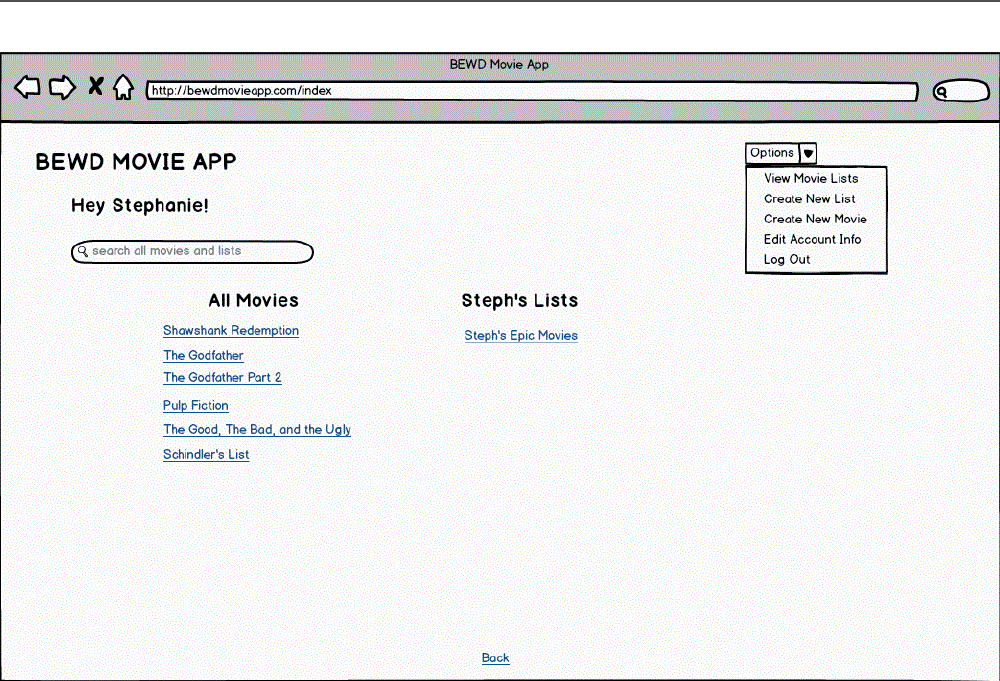 BEWD Movie App
http://bewdmovieapp.com/index
BEWD MOVIE APP
Options
View Movie Lists
Create New List
Create New Movie
Edit Account Info
Log Out
Hey Stephanie!
search all movies and lists
All Movies
Shawshank Redemption
The Godfather
The Godfather Part 2
Pulp Fiction
The Good, The Bad, and the Ugly
Schindler's List
Steph's Lists
Steph's Epic Movies
Back